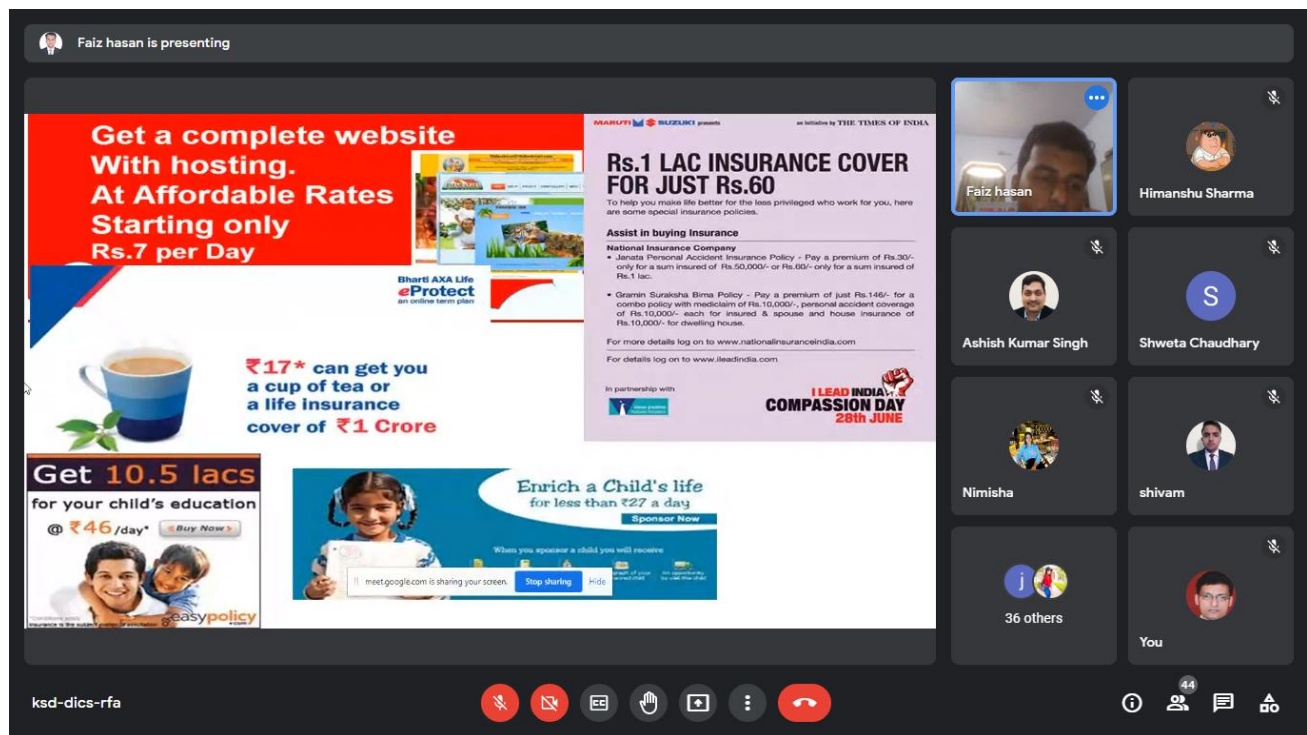 Faiz hasan is presenting
Get a complete website
With hosting.
At Affordable Rates
Starting only
Rs.7 per Day
Bharti AXA Life
eProtect
an online term plan
₹17* can get you
a cup of tea or
a life insurance
cover of ₹1 Crore
MARUTI SUZUKI presents
an initiative by THE TIMES OF INDIA
Rs.1 LAC INSURANCE COVER
FOR JUST Rs.60
To help you make life better for the less privileged who work for you, here
are some special insurance policies.
Assist in buying Insurance
National Insurance Company
• Janata Personal Accident Insurance Policy - Pay a premium of Rs.30/-
only for a sum insured of Rs.50,000/- or Rs.60/- only for a sum insured of
Rs.1 lac.
• Gramin Suraksha Bima Policy - Pay a premium of just Rs.146/- for a
combo policy with mediclaim of Rs.10,000/-, personal accident coverage
of Rs.10,000/- each for insured & spouse and house insurance of
Rs.10,000/- for dwelling house.
For more details log on to www.nationalinsuranceindia.com
For details log on to www.ileadindia.com
In partnership with
I LEAD INDIA
COMPASSION DAY
28th JUNE
Get 10.5 lacs
for your child's education
@ ₹46/day*
Buy Now
easypolicy
Enrich a Child's life
for less than ₹27 a day
Sponsor Now
When you sponsor a child you will receive
meet.google.com is sharing your screen.
Stop sharing
Hide
Faiz hasan
Himanshu Sharma
Ashish Kumar Singh
S
Shweta Chaudhary
Nimisha
shivam
j
36 others
You
ksd-dics-rfa
CC
44